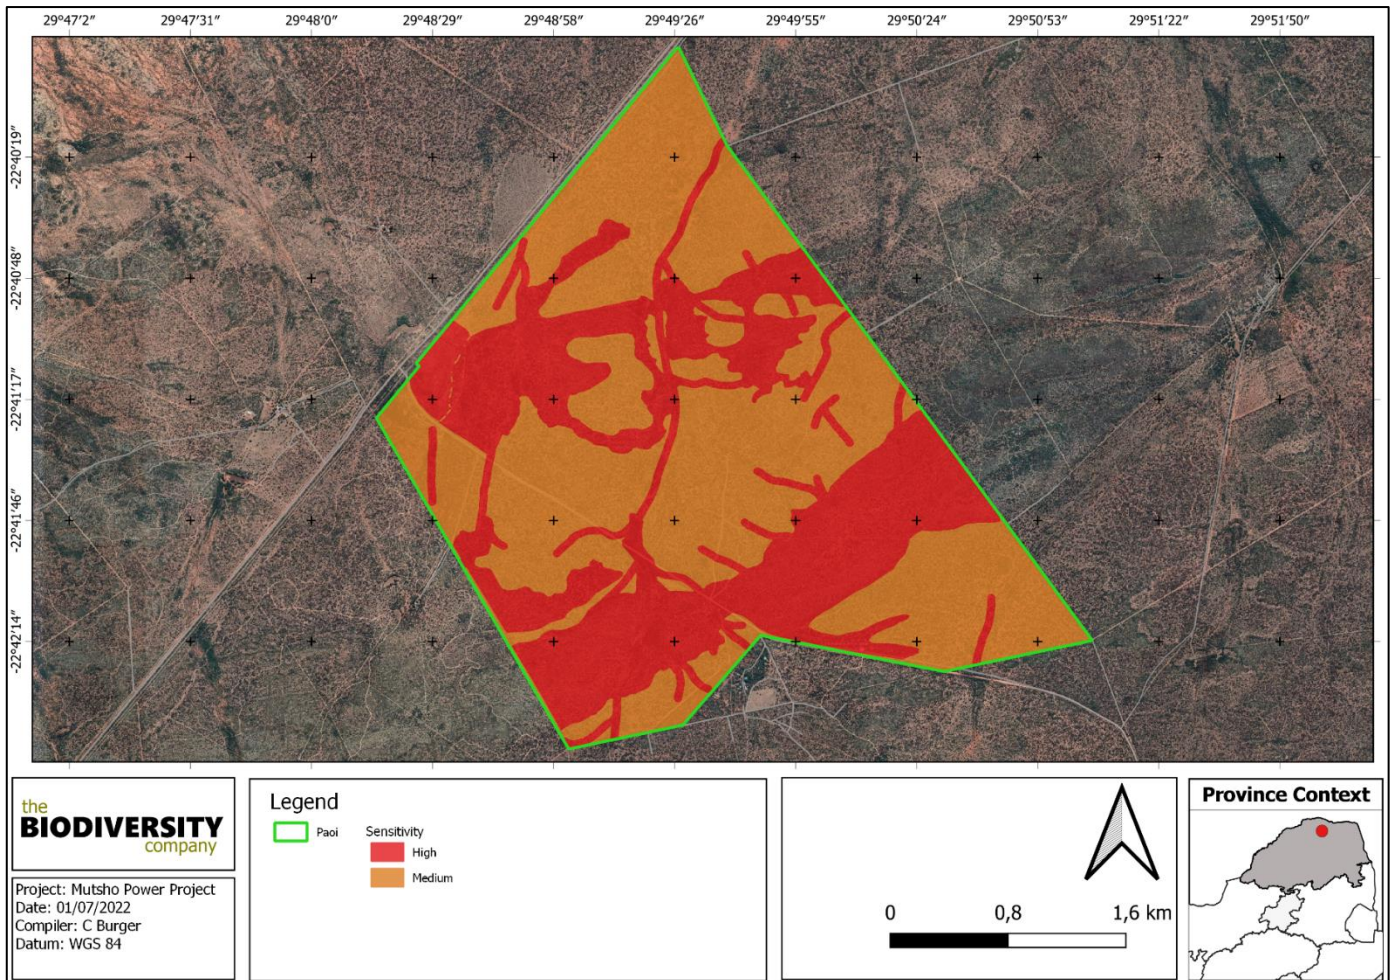 29°47′2″ 29°47′31″ 29°48′0″ 29°48′29″ 29°48′58″ 29°49′26″ 29°49′55″ 29°50′24″ 29°50′53″ 29°51′22″ 29°51′50″
-22°40′19″
-22°40′48″
-22°41′17″
-22°41′46″
-22°42′14″
the
BIODIVERSITY
company
Project: Mutsho Power Project
Date: 01/07/2022
Compiler: C Burger
Datum: WGS 84
Legend
Paoi
Sensitivity
High
Medium
0 0,8 1,6 km
Province Context